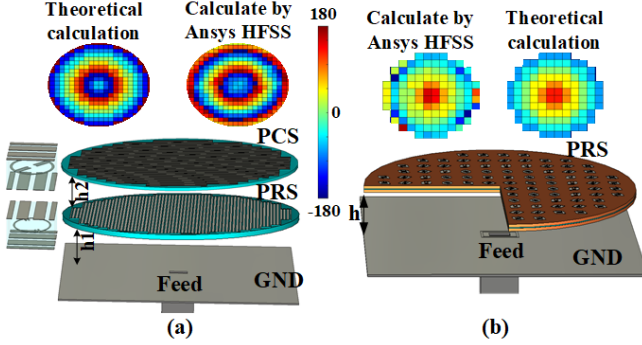 Theoretical
calculation
Calculate by
Ansys HFSS
180
0
-180
PCS
h2
PRS
h1
Feed
GND
(a)
Calculate by
Ansys HFSS
Theoretical
calculation
PRS
h
Feed
GND
(b)